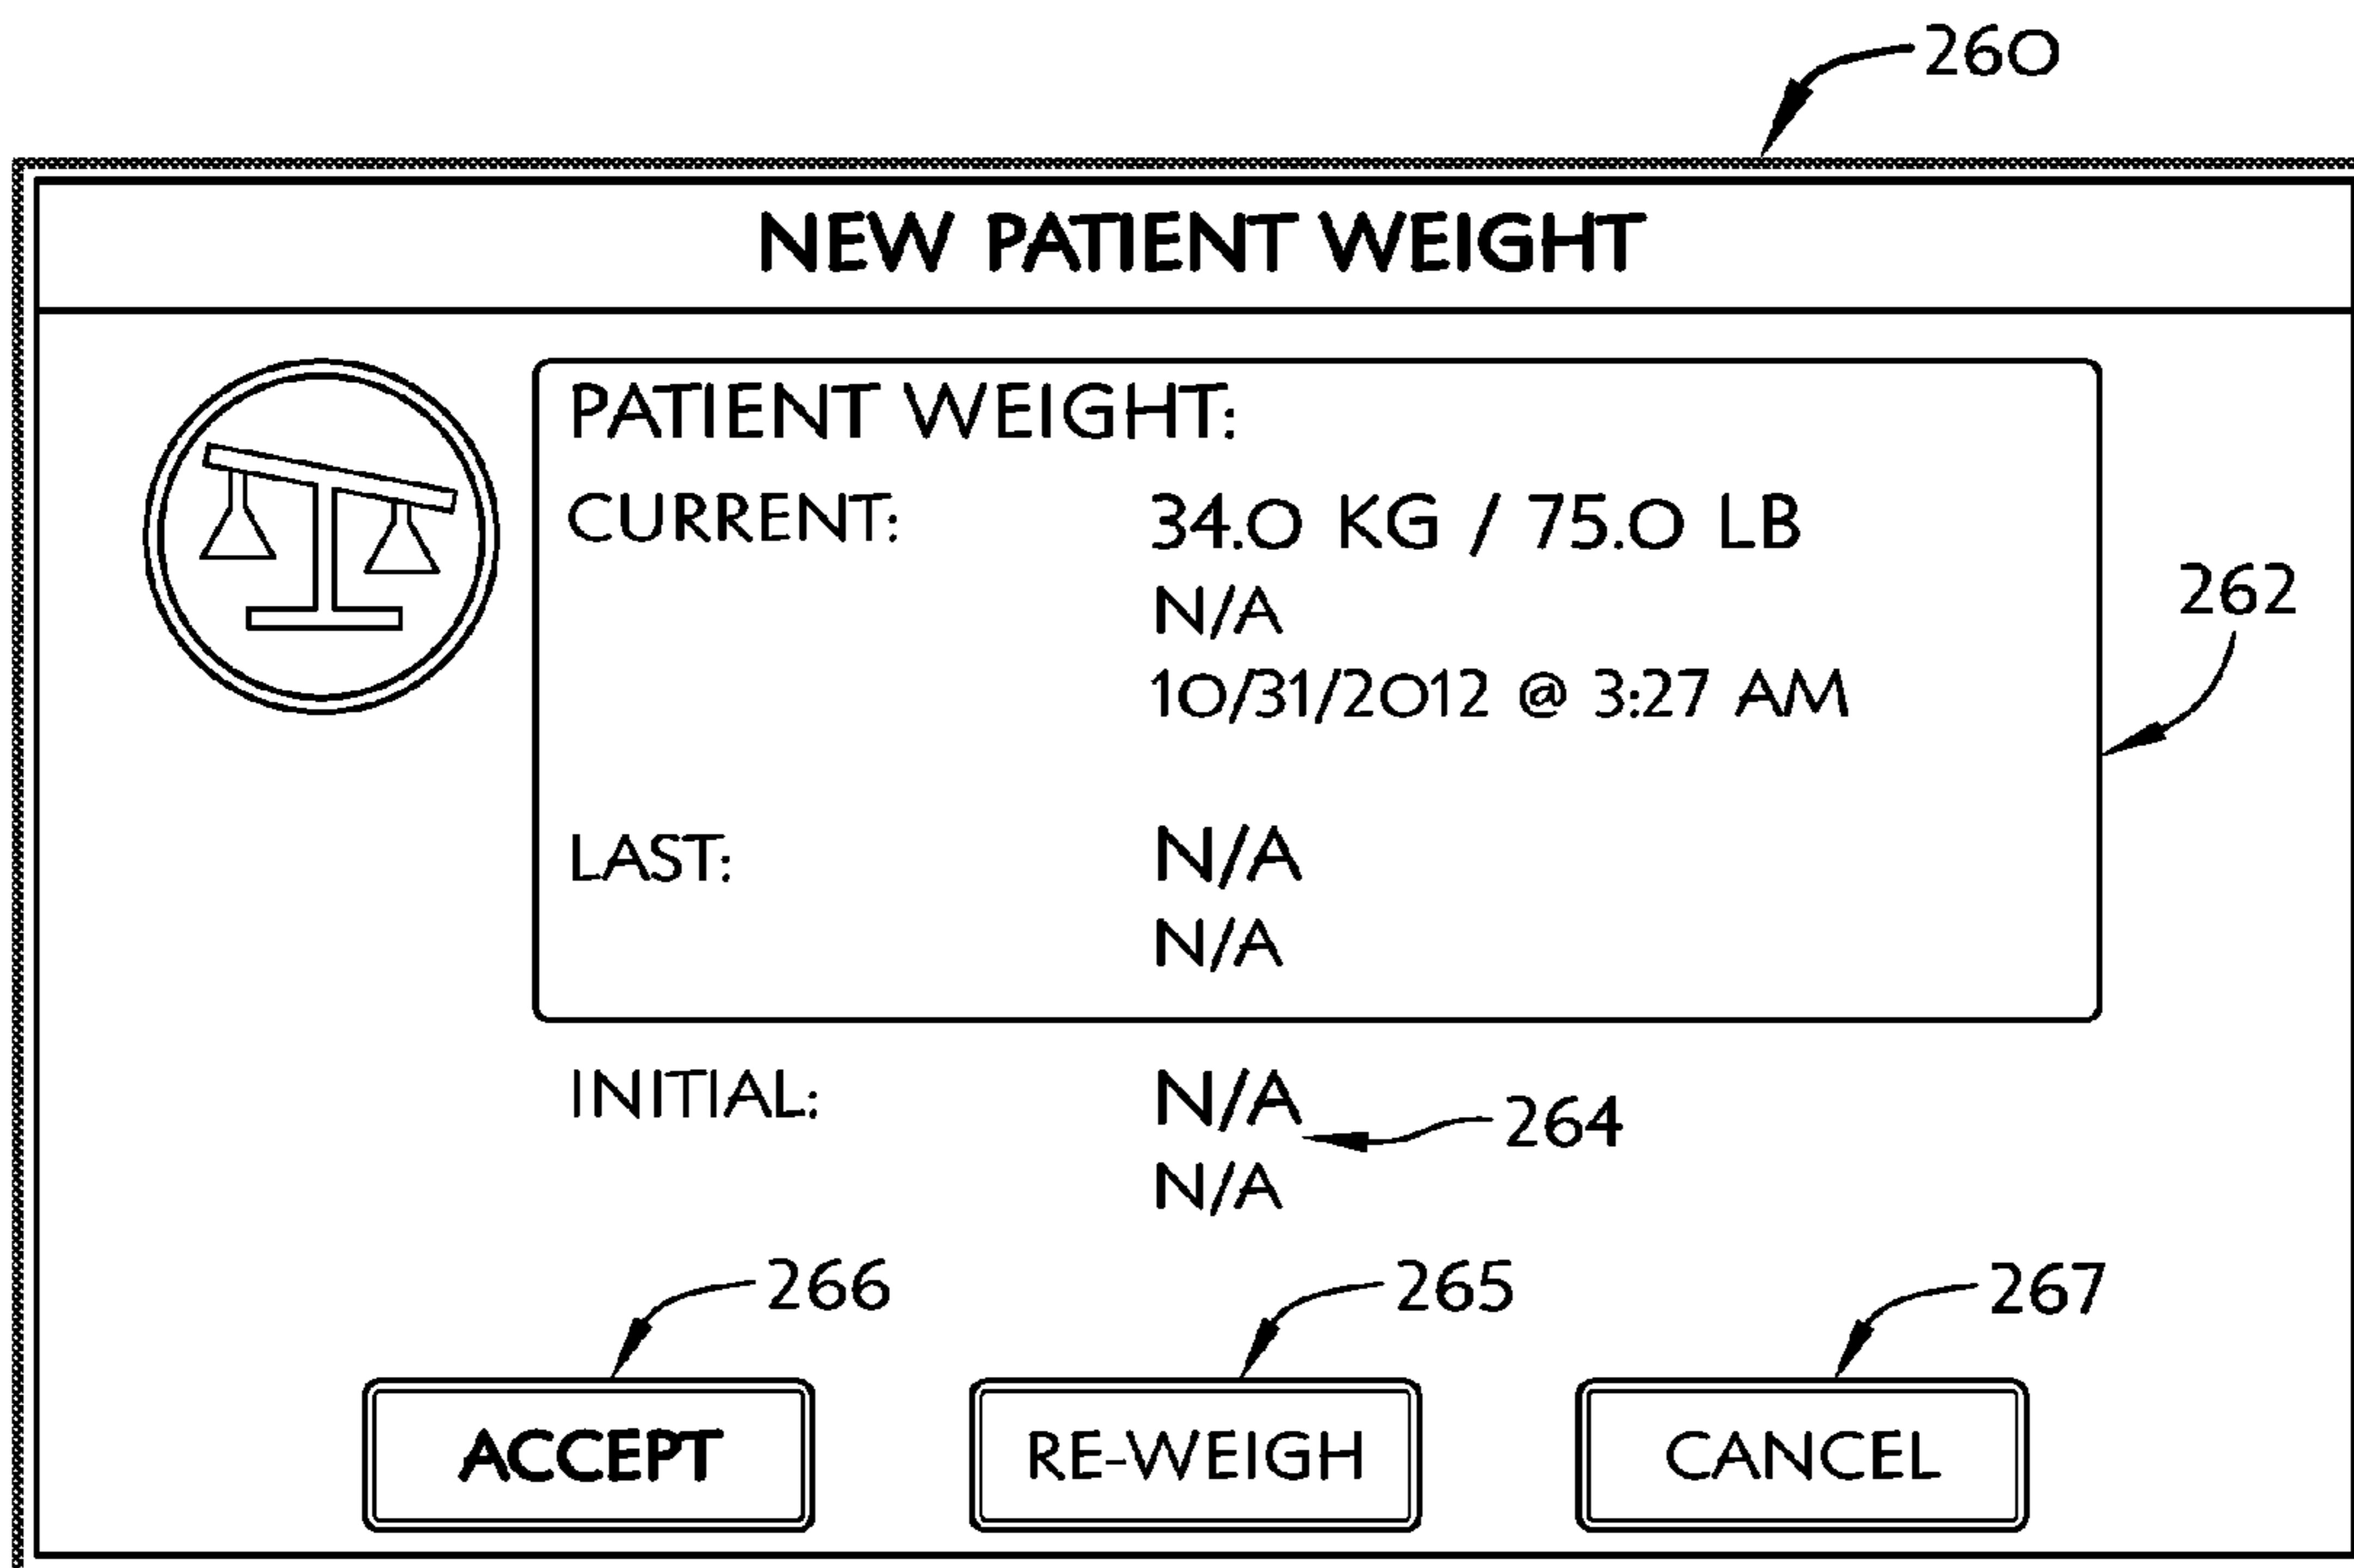 260
NEW PATIENT WEIGHT
PATIENT WEIGHT:
CURRENT: 34.0 KG / 75.0 LB
N/A
262
10/31/2012 @ 3:27 AM
LAST: N/A
N/A
INITIAL: N/A
264
N/A
266 265 267
ACCEPT RE-WEIGH CANCEL